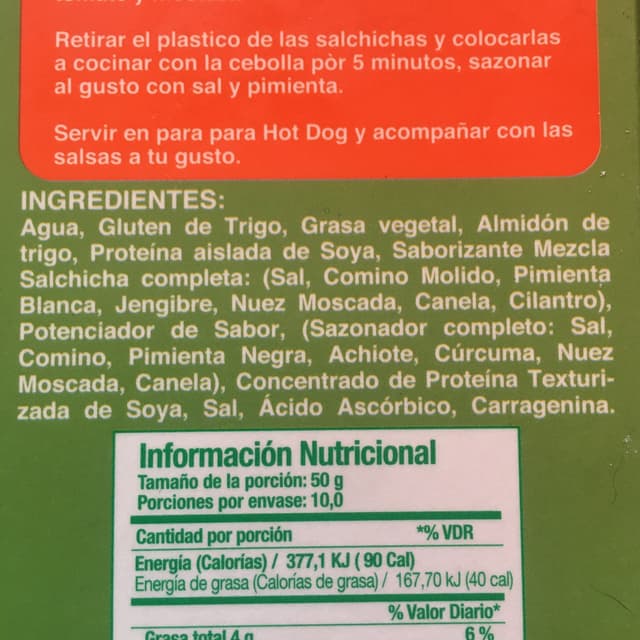 Retirar el plastico de las salchichas y colocarlas
a cocinar con la cebolla pòr 5 minutos, sazonar
al gusto con sal y pimienta.
Servir en para para Hot Dog y acompañar con las
salsas a tu gusto.
INGREDIENTES:
Agua, Gluten de Trigo, Grasa vegetal, Almidón de
trigo, Proteína aislada de Soya, Saborizante Mezcla
Salchicha completa: (Sal, Comino Molido, Pimienta
Blanca, Jengibre, Nuez Moscada, Canela, Cilantro),
Potenciador de Sabor, (Sazonador completo: Sal,
Comino, Pimienta Negra, Achiote, Cúrcuma, Nuez
Moscada, Canela), Concentrado de Proteína Texturi-
zada de Soya, Sal, Ácido Ascórbico, Carragenina.
Información Nutricional
Tamaño de la porción: 50 g
Porciones por envase: 10,0
Cantidad por porción *% VDR
Energía (Calorías) / 377,1 KJ ( 90 Cal)
Energía de grasa (Calorías de grasa) / 167,70 kJ (40 cal)
% Valor Diario*
Grasa total 4 g 6 %